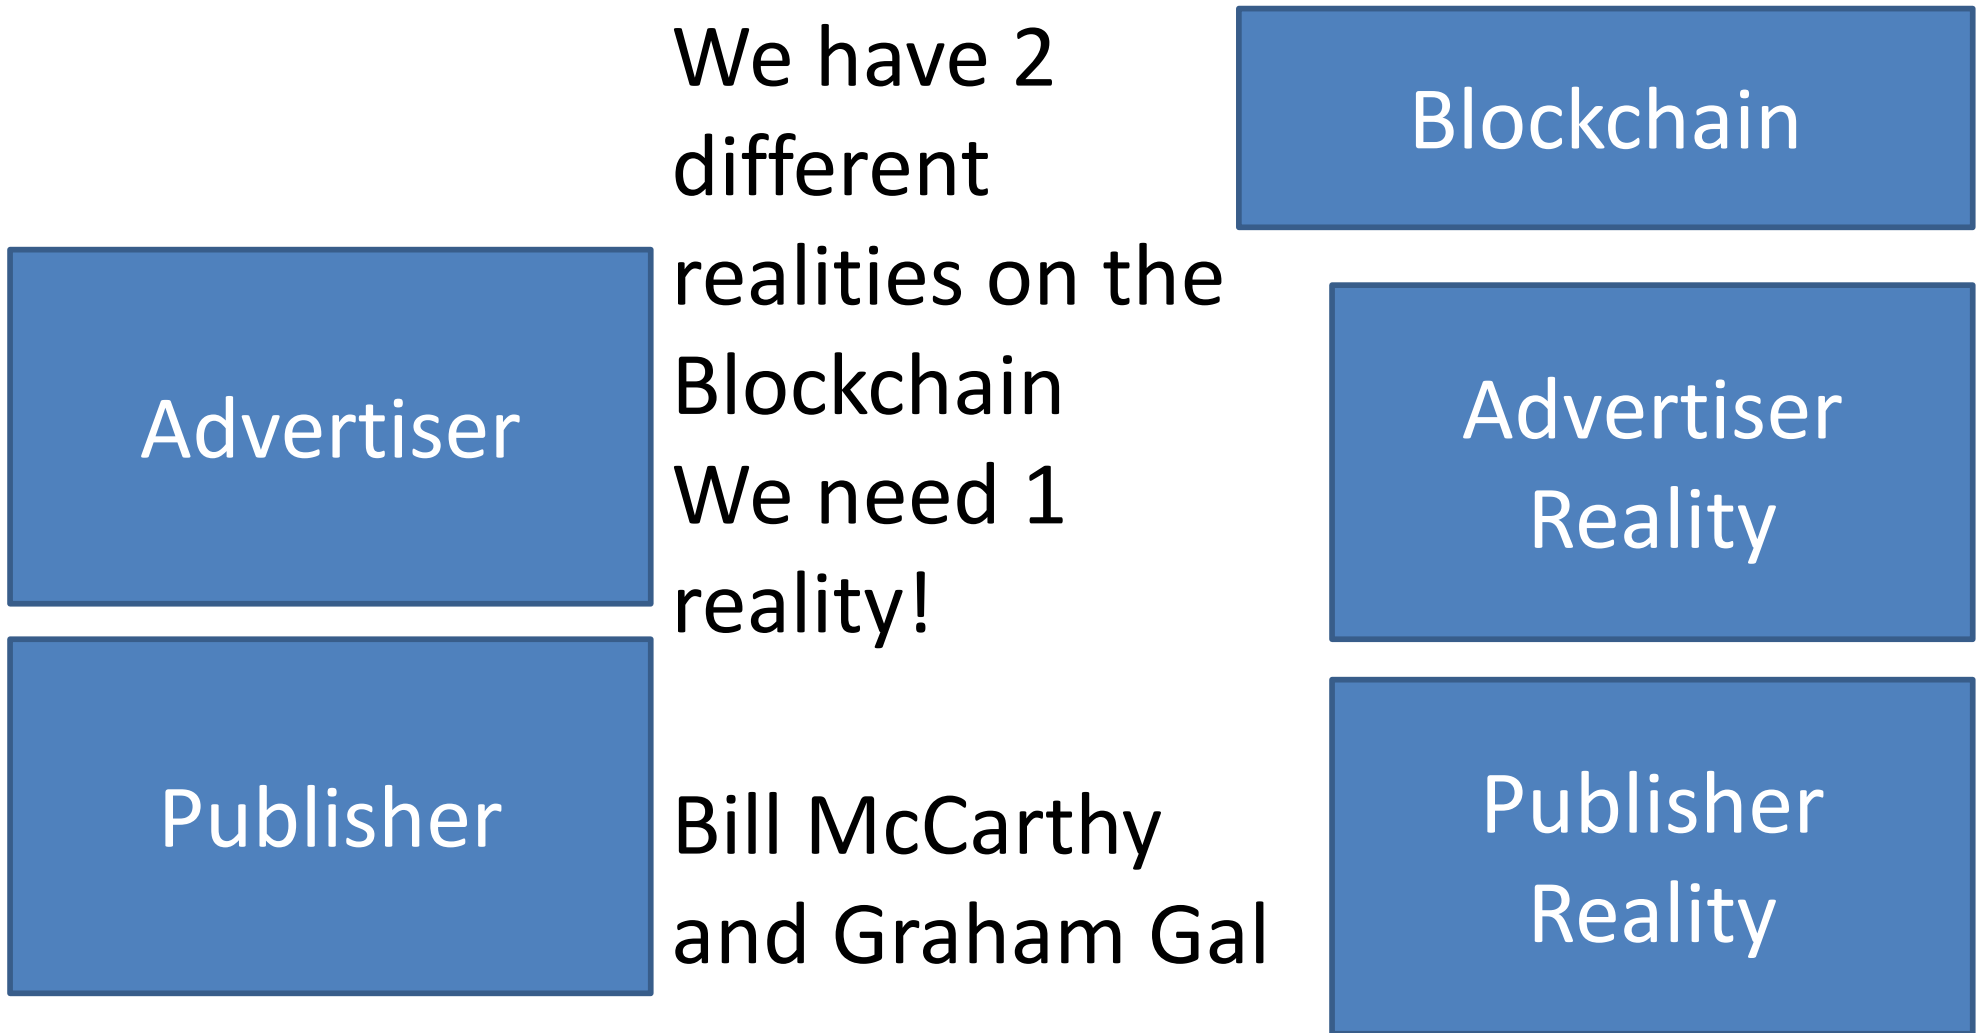 Advertiser
Publisher
We have 2
different
realities on the
Blockchain
We need 1
reality!
Bill McCarthy
and Graham Gal
Blockchain
Advertiser
Reality
Publisher
Reality